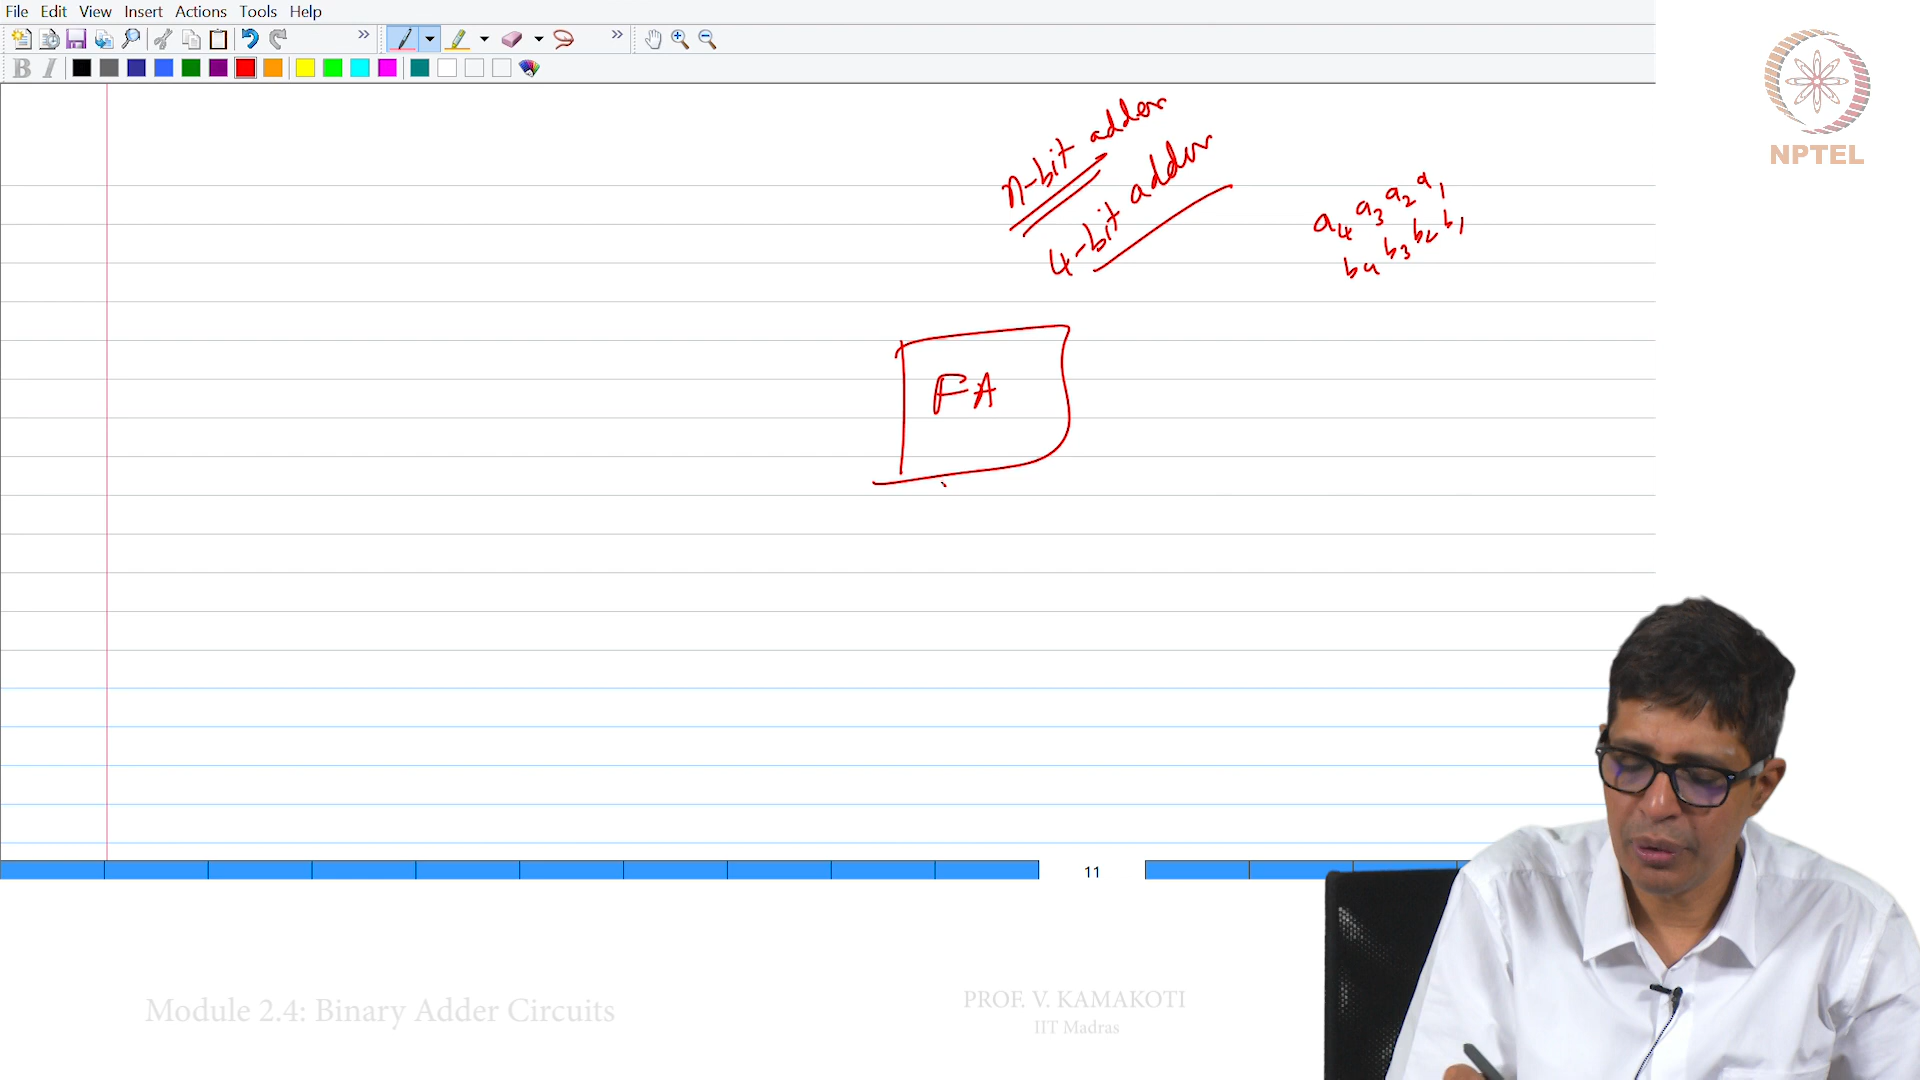 File Edit View Insert Actions Tools Help
B I
NPTEL
n-bit adder
4-bit adder
a4 a3 a2 a1
b4 b3 b2 b1
FA
11
Module 2.4: Binary Adder Circuits
PROF. V. KAMAKOTI
IIT Madras